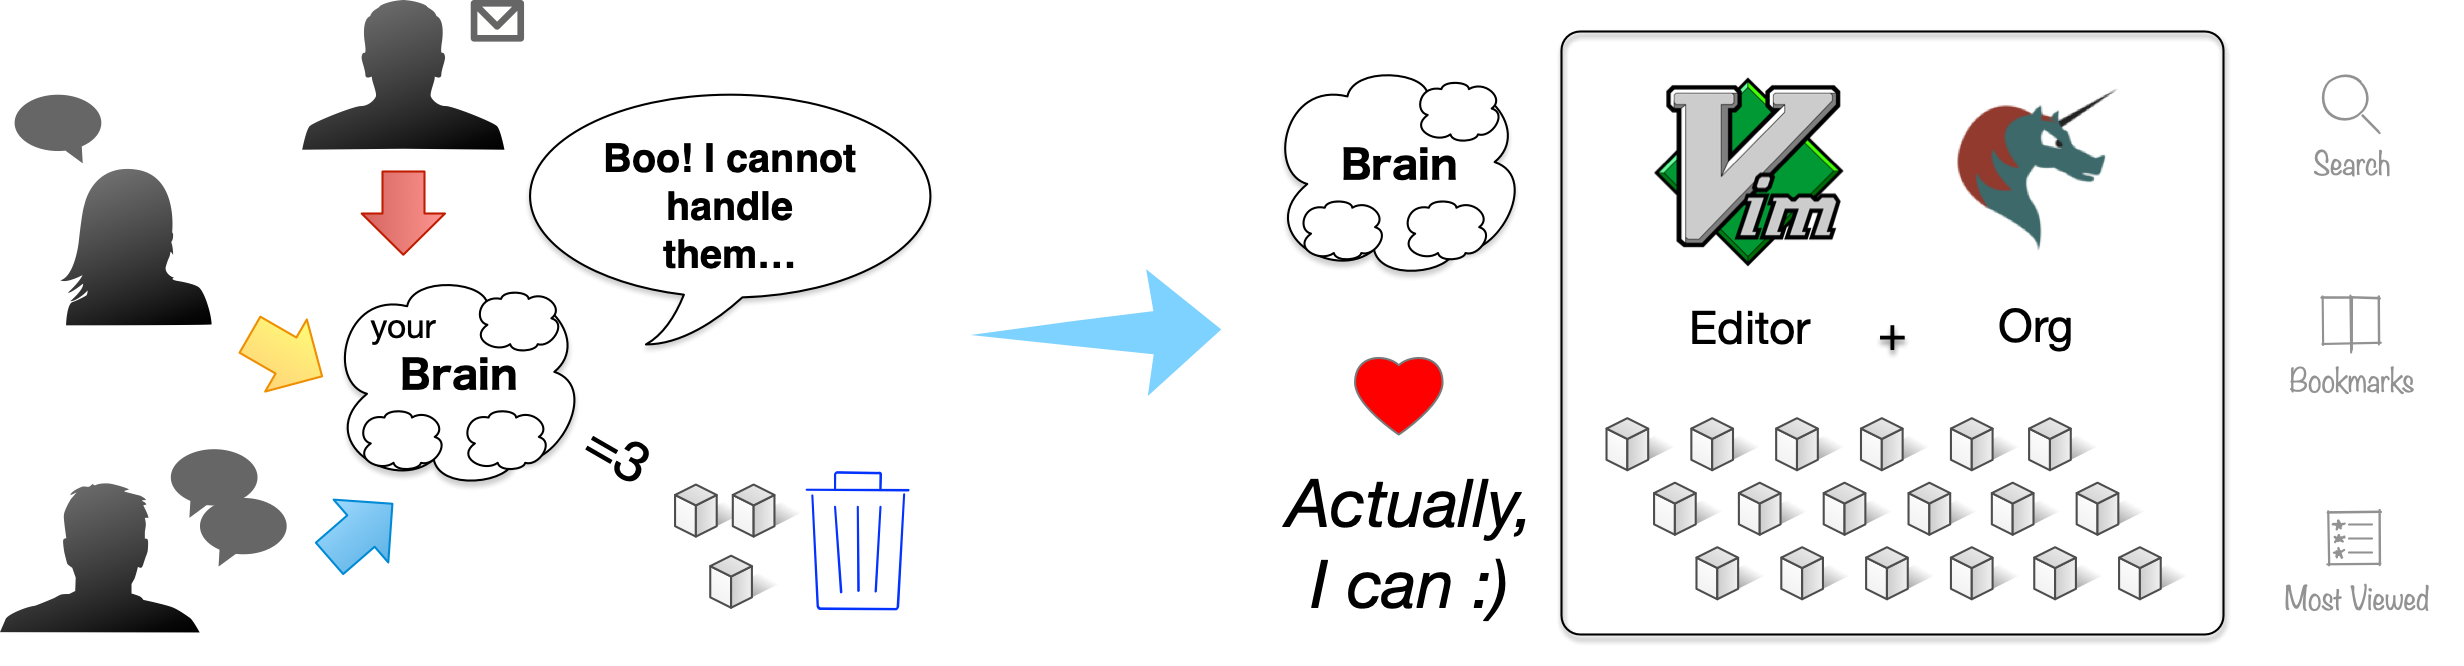 Boo! I cannot
handle
them...
your
Brain
=3
Brain
Actually,
I can :)
Vim
Editor + Org
Search
Bookmarks
Most Viewed